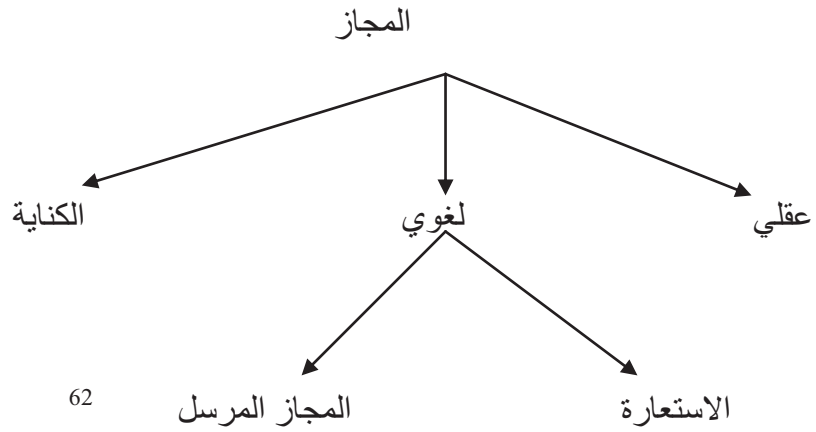 المجاز
عقلي لغوي الكناية
الاستعارة المجاز المرسل
62